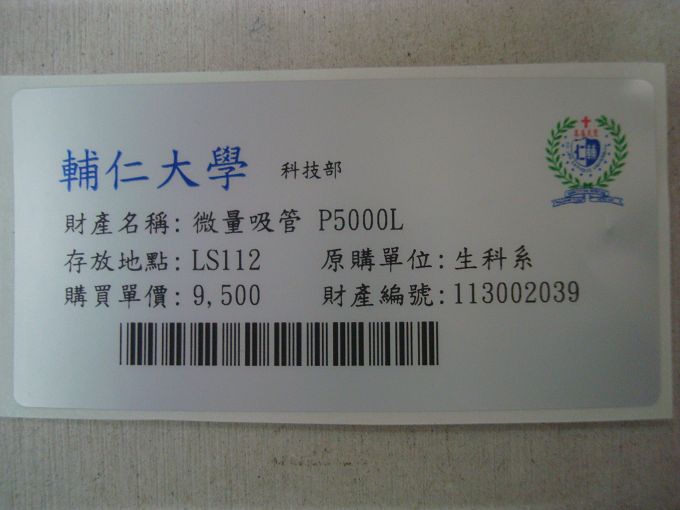 輔仁大學 科技部
財產名稱: 微量吸管 P5000L
存放地點: LS112 原購單位: 生科系
購買單價: 9,500 財產編號: 113002039